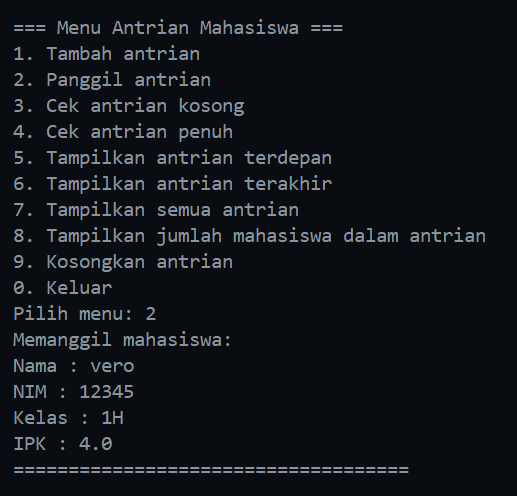 === Menu Antrian Mahasiswa ===
1. Tambah antrian
2. Panggil antrian
3. Cek antrian kosong
4. Cek antrian penuh
5. Tampilkan antrian terdepan
6. Tampilkan antrian terakhir
7. Tampilkan semua antrian
8. Tampilkan jumlah mahasiswa dalam antrian
9. Kosongkan antrian
0. Keluar
Pilih menu: 2
Memanggil mahasiswa:
Nama : vero
NIM : 12345
Kelas : 1H
IPK : 4.0
====================================